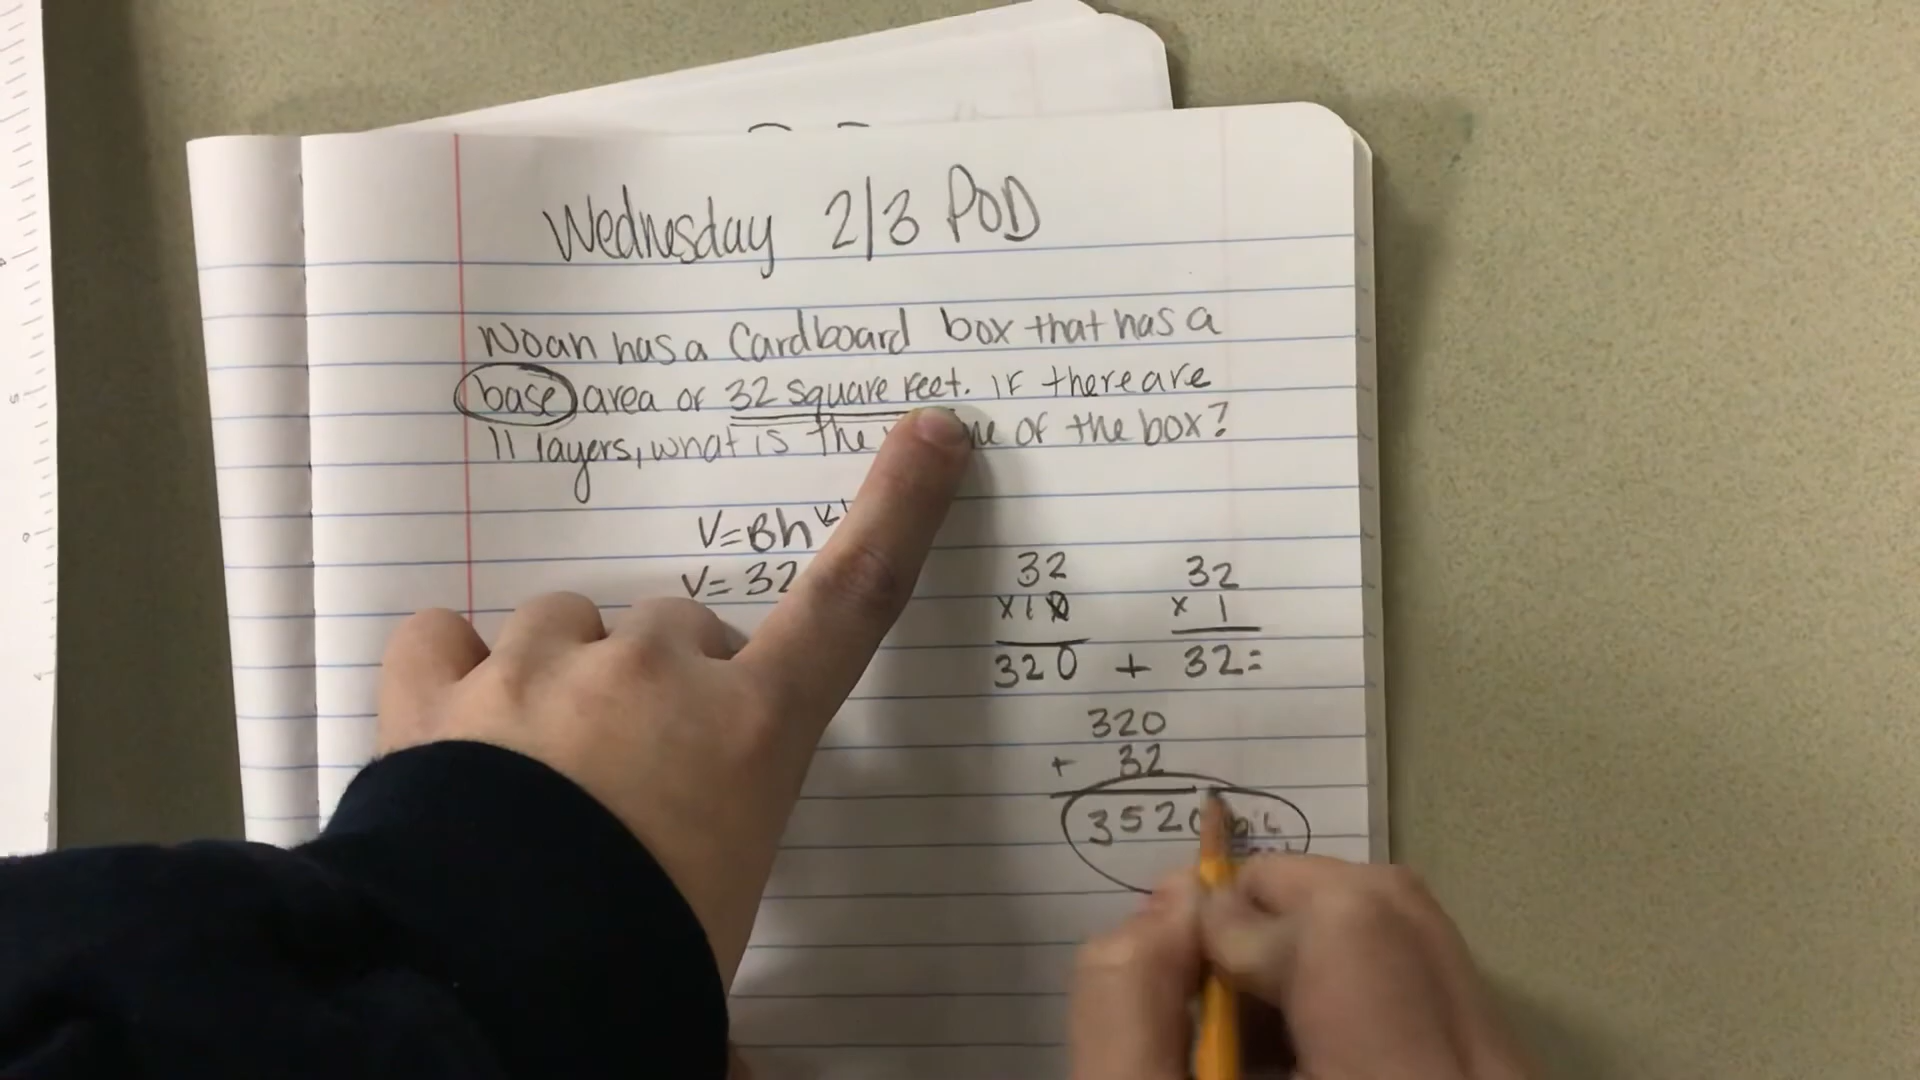 Wednesday 2/3 POD
Noah has a Cardboard box that has a
base area of 32 square feet. If there are
11 layers, what is the of the box?
V=Bh
V= 32
32
x10
320
+
32
x 1
32=
320
+ 32
352